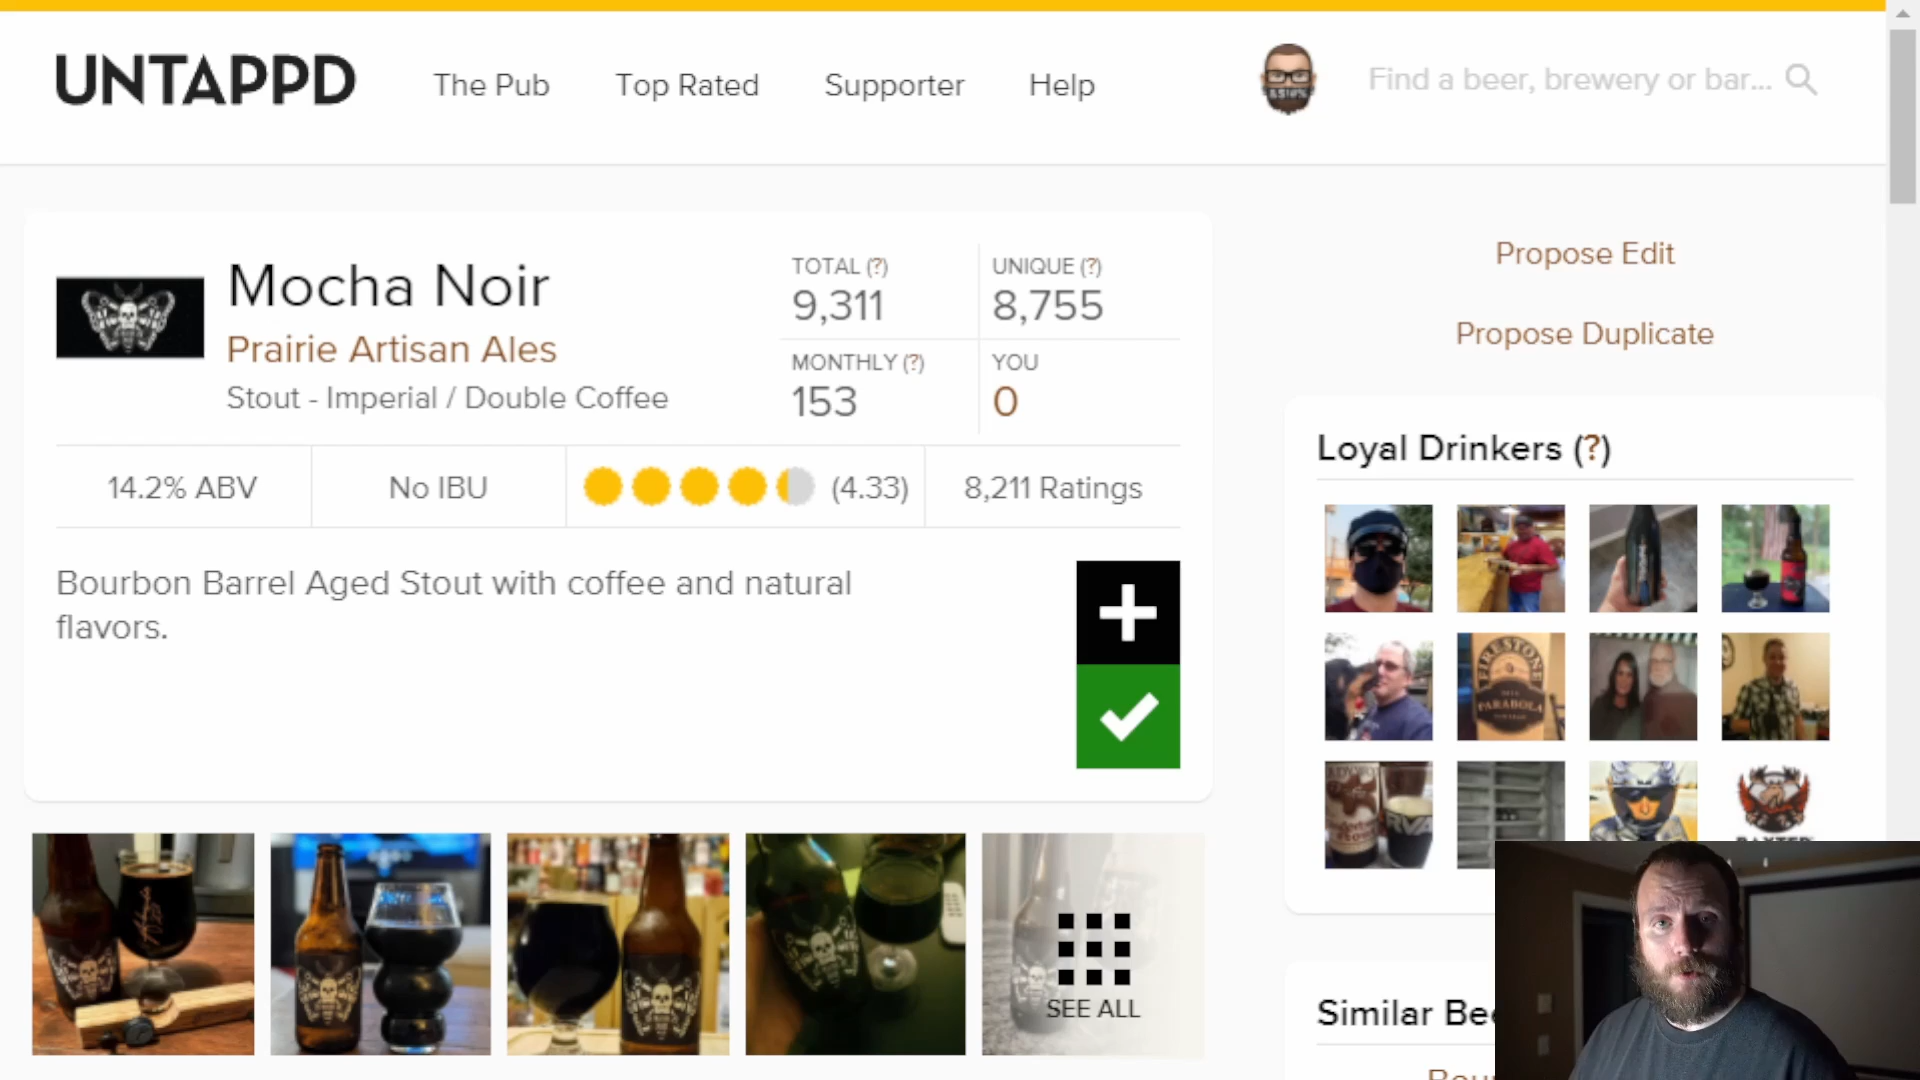 UNTAPPD
The Pub
Top Rated
Supporter
Help
Find a beer, brewery or bar...
Mocha Noir
Prairie Artisan Ales
Stout - Imperial / Double Coffee
TOTAL (?)
9,311
UNIQUE (?)
8,755
MONTHLY (?)
153
YOU
0
14.2% ABV
No IBU
(4.33)
8,211 Ratings
Bourbon Barrel Aged Stout with coffee and natural
flavors.
SEE ALL
Propose Edit
Propose Duplicate
Loyal Drinkers (?)
FIRESTONE
PARABOLA
Similar